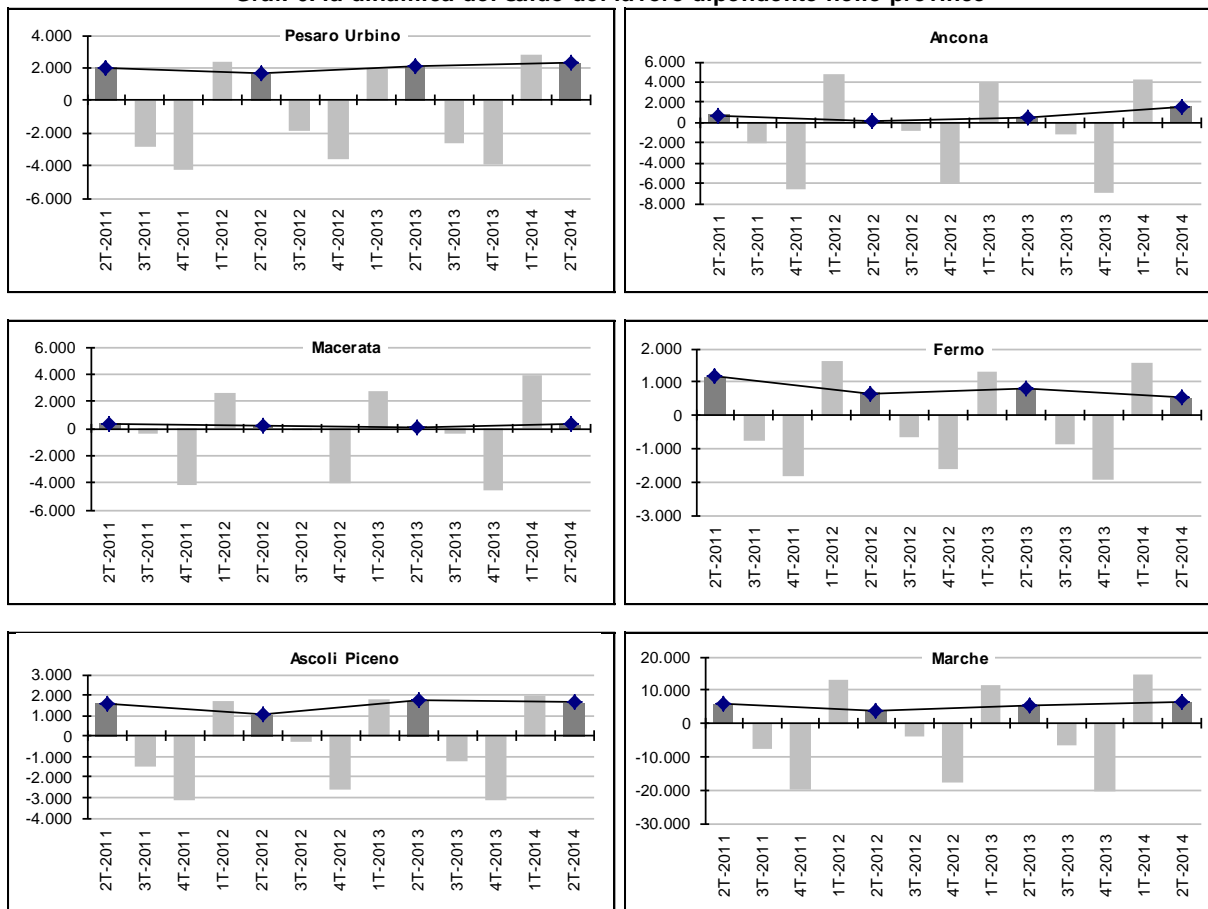 Graf. 6: la dinamica del saldo del lavoro dipendente nelle province
Pesaro Urbino
4.000
2.000
0
-2.000
-4.000
-6.000
2T-2011
3T-2011
4T-2011
1T-2012
2T-2012
3T-2012
4T-2012
1T-2013
2T-2013
3T-2013
4T-2013
1T-2014
2T-2014
Ancona
6.000
4.000
2.000
0
-2.000
-4.000
-6.000
-8.000
2T-2011
3T-2011
4T-2011
1T-2012
2T-2012
3T-2012
4T-2012
1T-2013
2T-2013
3T-2013
4T-2013
1T-2014
2T-2014
Macerata
6.000
4.000
2.000
0
-2.000
-4.000
-6.000
2T-2011
3T-2011
4T-2011
1T-2012
2T-2012
3T-2012
4T-2012
1T-2013
2T-2013
3T-2013
4T-2013
1T-2014
2T-2014
Fermo
2.000
1.000
0
-1.000
-2.000
-3.000
2T-2011
3T-2011
4T-2011
1T-2012
2T-2012
3T-2012
4T-2012
1T-2013
2T-2013
3T-2013
4T-2013
1T-2014
2T-2014
Ascoli Piceno
3.000
2.000
1.000
0
-1.000
-2.000
-3.000
-4.000
2T-2011
3T-2011
4T-2011
1T-2012
2T-2012
3T-2012
4T-2012
1T-2013
2T-2013
3T-2013
4T-2013
1T-2014
2T-2014
Marche
20.000
10.000
0
-10.000
-20.000
-30.000
2T-2011
3T-2011
4T-2011
1T-2012
2T-2012
3T-2012
4T-2012
1T-2013
2T-2013
3T-2013
4T-2013
1T-2014
2T-2014